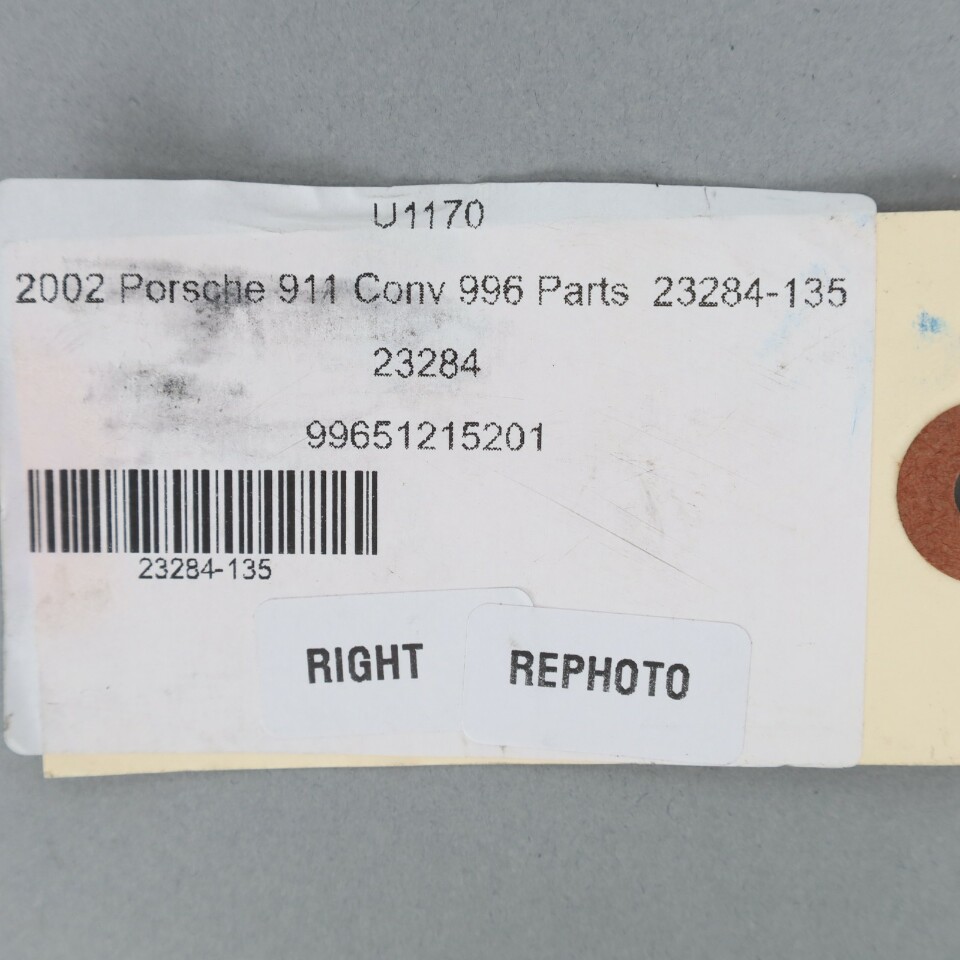 U1170
2002 Porsche 911 Conv 996 Parts 23284-135
23284
99651215201
23284-135
RIGHT
REPHOTO